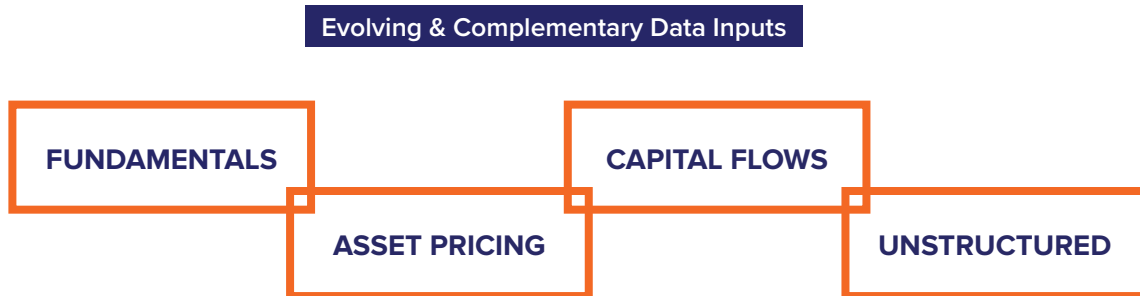 Evolving & Complementary Data Inputs
FUNDAMENTALS
ASSET PRICING
CAPITAL FLOWS
UNSTRUCTURED